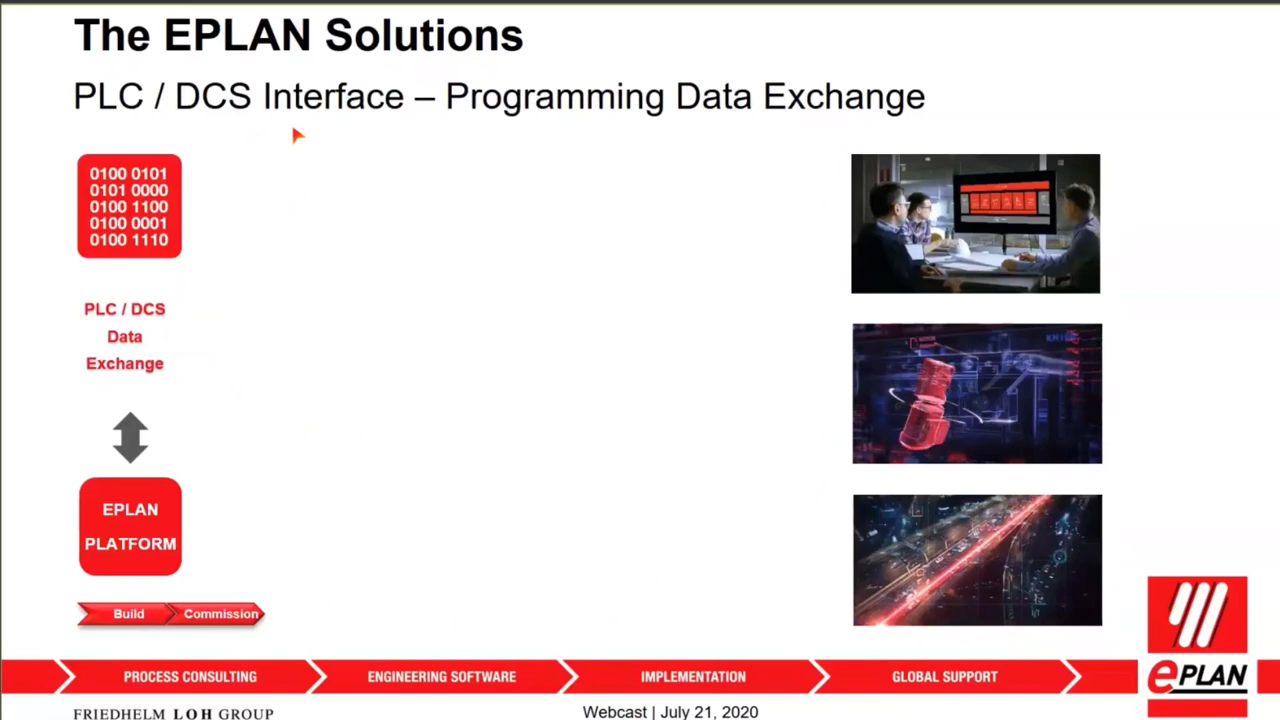 The EPLAN Solutions
PLC / DCS Interface – Programming Data Exchange
0100 0101
0101 0000
0100 1100
0100 0001
0100 1110
PLC / DCS
Data
Exchange
EPLAN
PLATFORM
Build
Commission
PROCESS CONSULTING
ENGINEERING SOFTWARE
IMPLEMENTATION
GLOBAL SUPPORT
ePLAN
FRIEDHELM LOH GROUP
Webcast | July 21, 2020